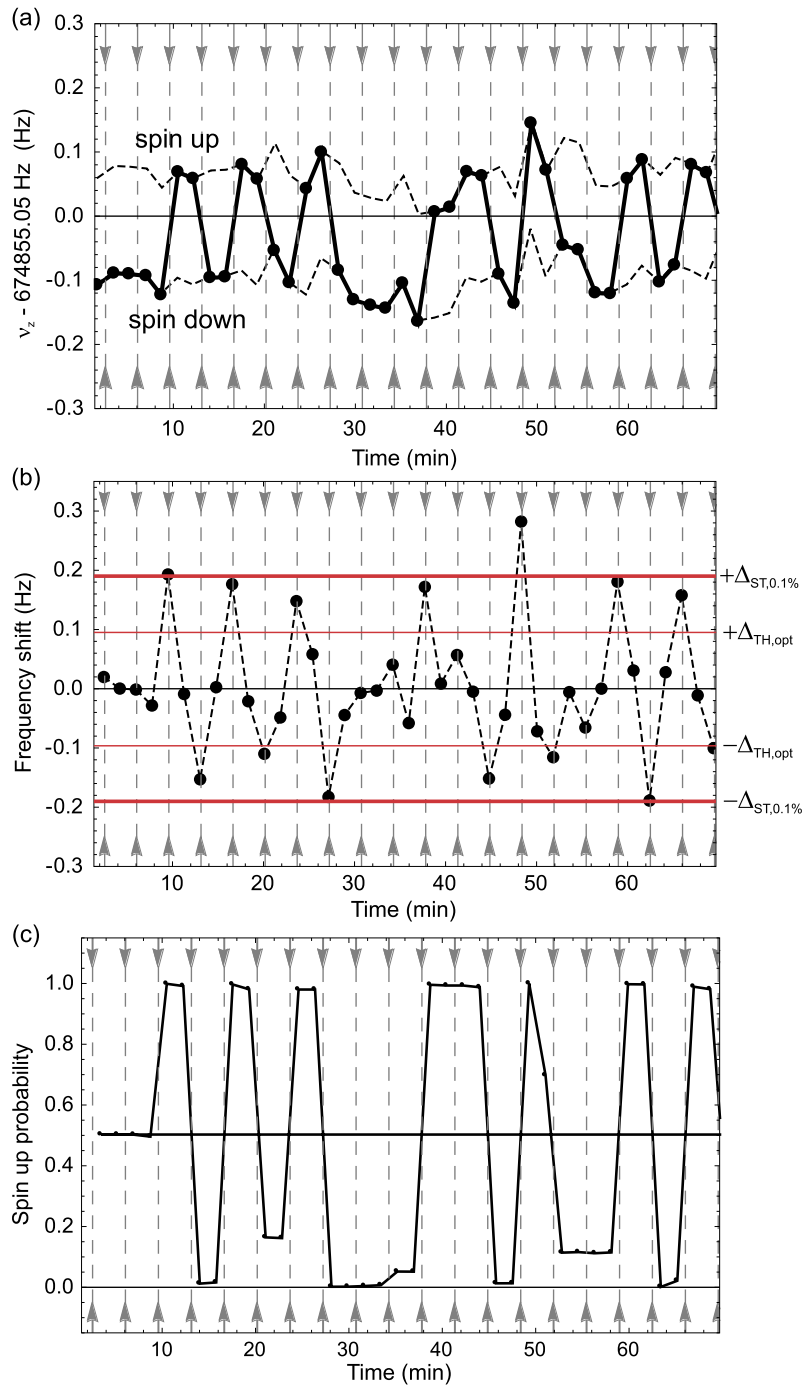 (a)
0.3
0.2
0.1
0.0
-0.1
-0.2
-0.3
ν_z - 674855.05 Hz (Hz)
spin up
spin down
10 20 30 40 50 60
Time (min)
(b)
0.3
0.2
0.1
0.0
-0.1
-0.2
-0.3
Frequency shift (Hz)
+Δ_ST,0.1%
+Δ_TH,opt
−Δ_TH,opt
−Δ_ST,0.1%
10 20 30 40 50 60
Time (min)
(c)
1.0
0.8
0.6
0.4
0.2
0.0
Spin up probability
10 20 30 40 50 60
Time (min)